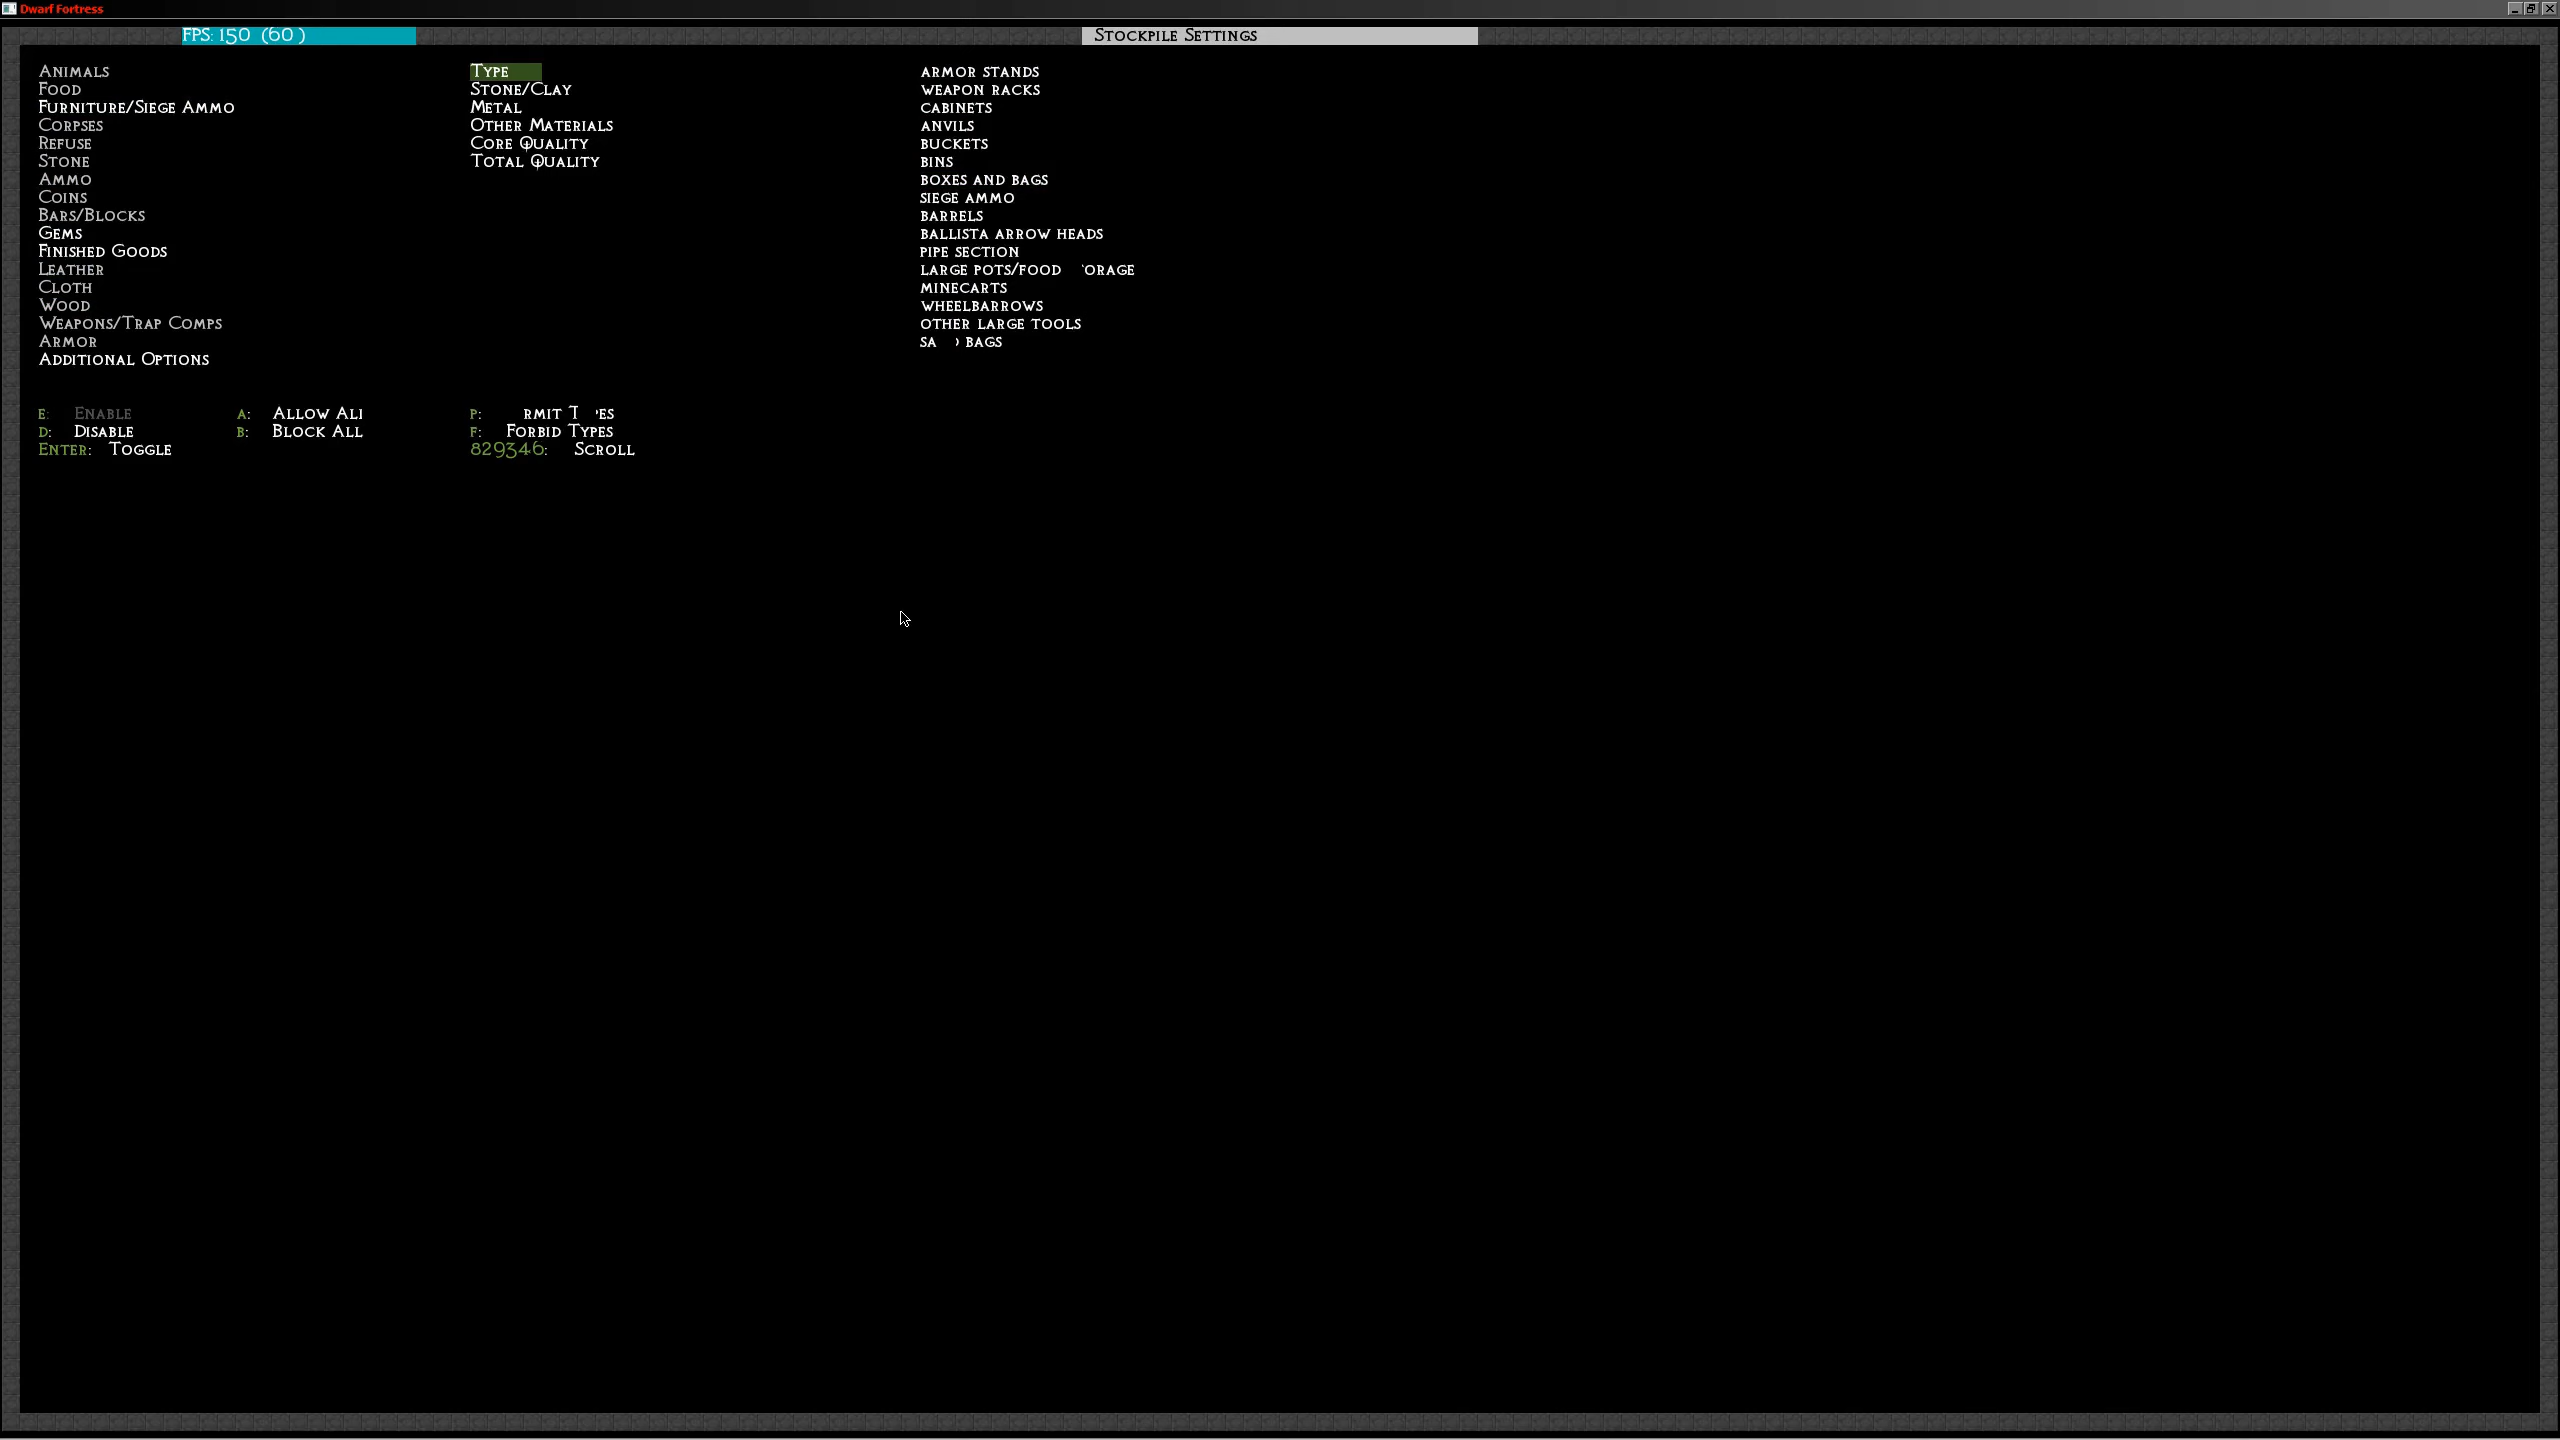 Dwarf Fortress
FPS: 150 (60)
Stockpile Settings
Animals
Food
Furniture/Siege Ammo
Corpses
Refuse
Stone
Ammo
Coins
Bars/Blocks
Gems
Finished Goods
Leather
Cloth
Wood
Weapons/Trap Comps
Armor
Additional Options
Type
Stone/Clay
Metal
Other Materials
Core Quality
Total Quality
armor stands
weapon racks
cabinets
anvils
buckets
bins
boxes and bags
siege ammo
barrels
ballista arrow heads
pipe section
large pots/food
minecarts
wheelbarrows
other large tools
bags
e: Enable
a: Allow All
p:
d: Disable
b: Block All
f: Forbid Types
Enter: Toggle
829346: Scroll